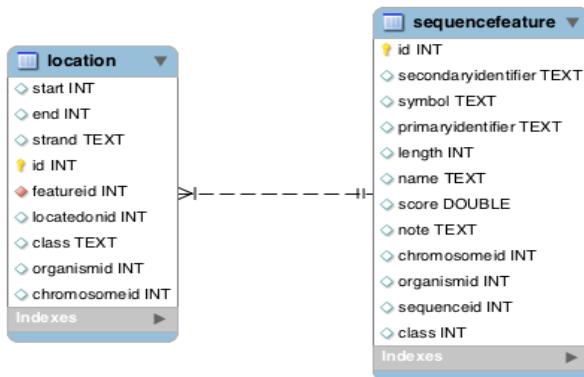 location
start INT
end INT
strand TEXT
id INT
featureid INT
locatedonid INT
class TEXT
organismid INT
chromosomeid INT
Indexes
sequencefeature
id INT
secondaryidentifier TEXT
symbol TEXT
primaryidentifier TEXT
length INT
name TEXT
score DOUBLE
note TEXT
chromosomeid INT
organismid INT
sequenceid INT
class INT
Indexes